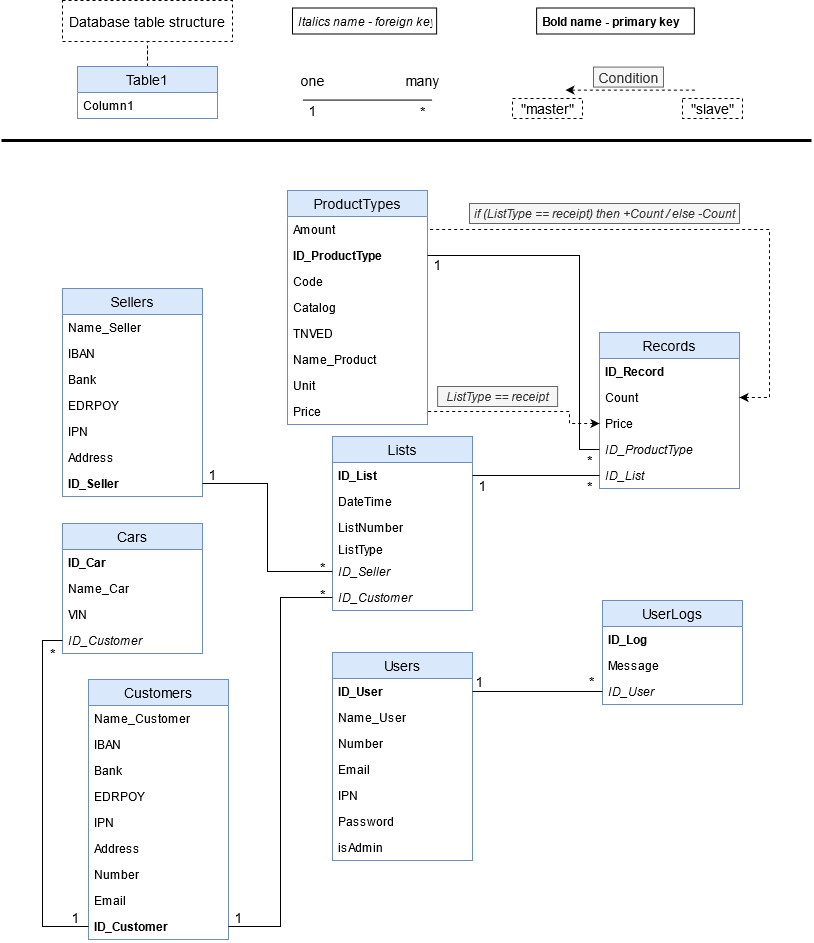 Database table structure
Italics name - foreign key
Bold name - primary key
Table1
Column1
one
many
1
*
Condition
"master"
"slave"
ProductTypes
Amount
ID_ProductType
Code
Catalog
TNVED
Name_Product
Unit
Price
if (ListType == receipt) then +Count / else -Count
1
ListType == receipt
Records
ID_Record
Count
Price
ID_ProductType
*
ID_List
*
Sellers
Name_Seller
IBAN
Bank
EDRPOY
IPN
Address
ID_Seller
1
Lists
ID_List
1
DateTime
ListNumber
ListType
*
ID_Seller
*
ID_Customer
Cars
ID_Car
Name_Car
VIN
ID_Customer
*
UserLogs
ID_Log
Message
*
ID_User
Users
ID_User
1
Name_User
Number
Email
IPN
Password
isAdmin
Customers
Name_Customer
IBAN
Bank
EDRPOY
IPN
Address
Number
Email
1
ID_Customer
1